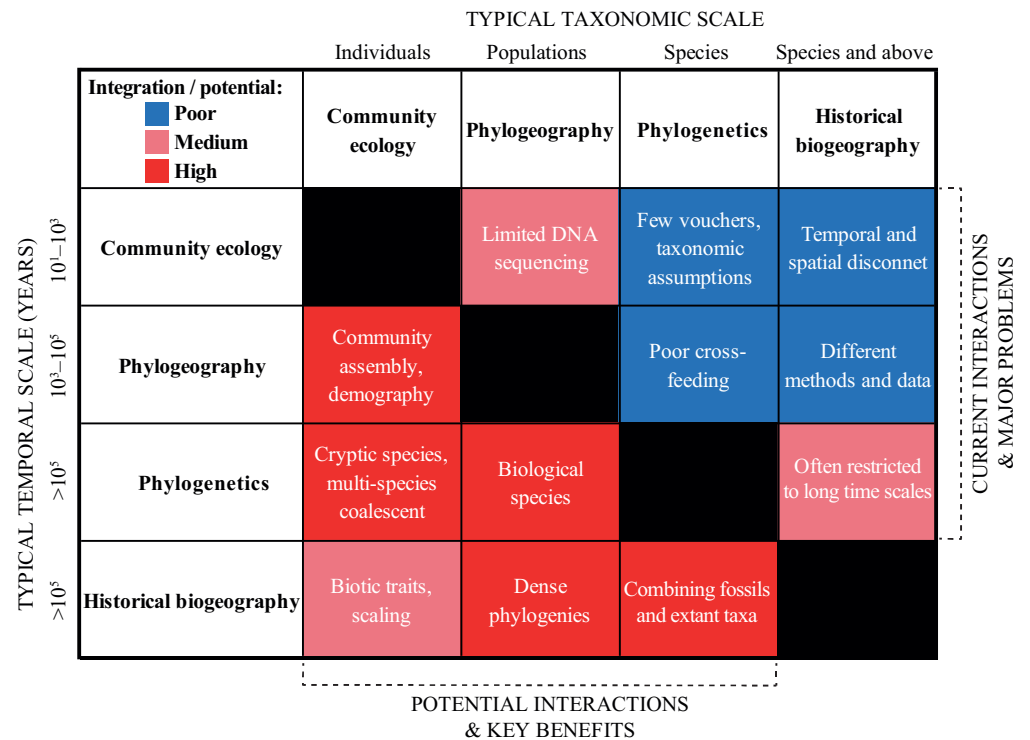 TYPICAL TAXONOMIC SCALE
Individuals Populations Species Species and above
Integration / potential:
Poor
Medium
High
Community
ecology
Phylogeography
Phylogenetics
Historical
biogeography
TYPICAL TEMPORAL SCALE (YEARS)
10¹–10³
Community ecology
Limited DNA
sequencing
Few vouchers,
taxonomic
assumptions
Temporal and
spatial disconnet
10³–10⁵
Phylogeography
Community
assembly,
demography
Poor cross-
feeding
Different
methods and data
>10⁵
Phylogenetics
Cryptic species,
multi-species
coalescent
Biological
species
Often restricted
to long time scales
>10⁵
Historical biogeography
Biotic traits,
scaling
Dense
phylogenies
Combining fossils
and extant taxa
CURRENT INTERACTIONS
& MAJOR PROBLEMS
POTENTIAL INTERACTIONS
& KEY BENEFITS